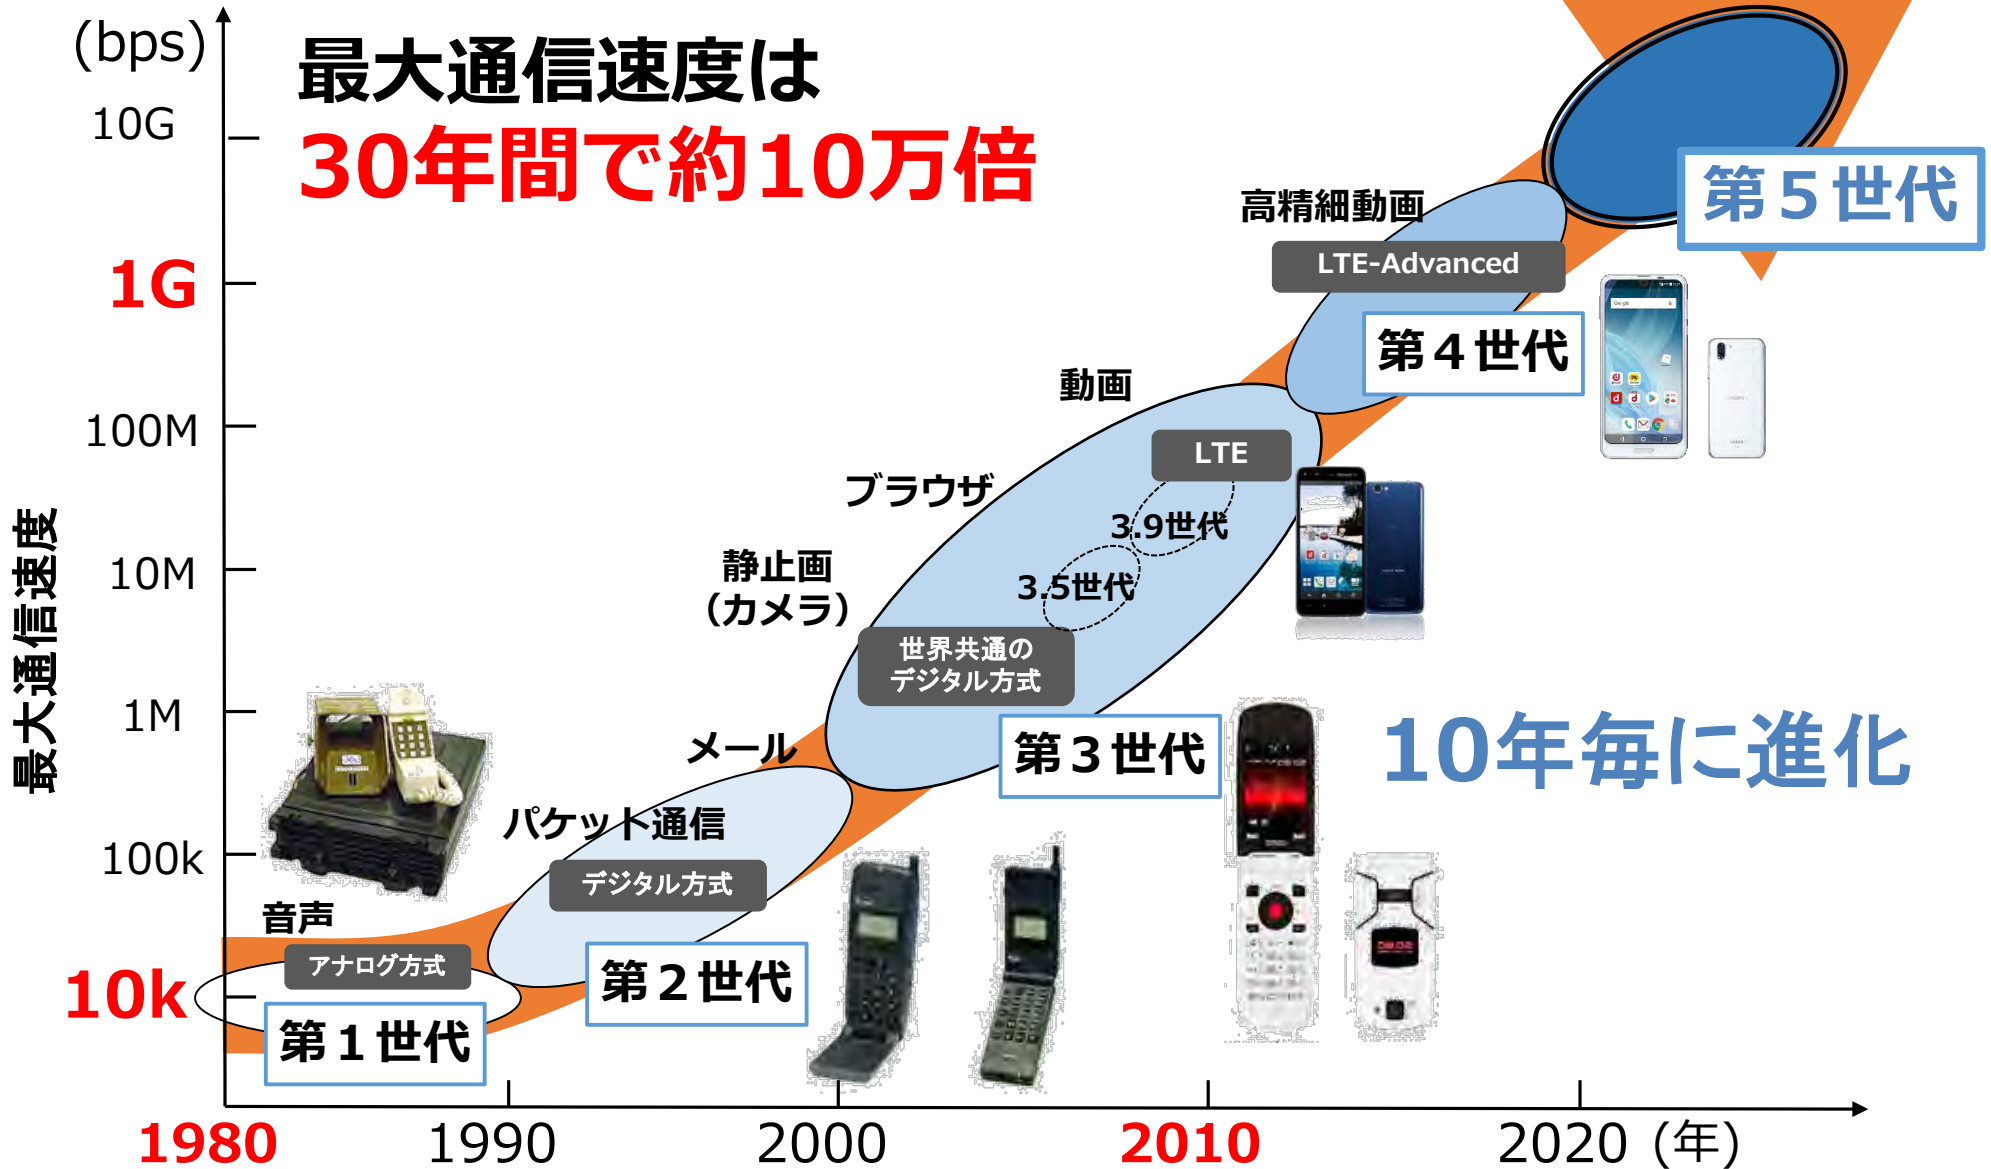 (bps)
最大通信速度は
30年間で約10万倍
10G
1G
100M
10M
1M
100k
10k
最大通信速度
第５世代
高精細動画
LTE-Advanced
第４世代
動画
LTE
ブラウザ
3.9世代
3.5世代
静止画
（カメラ）
世界共通の
デジタル方式
第３世代
10年毎に進化
メール
パケット通信
デジタル方式
第２世代
音声
アナログ方式
第１世代
1980
1990
2000
2010
2020
(年)